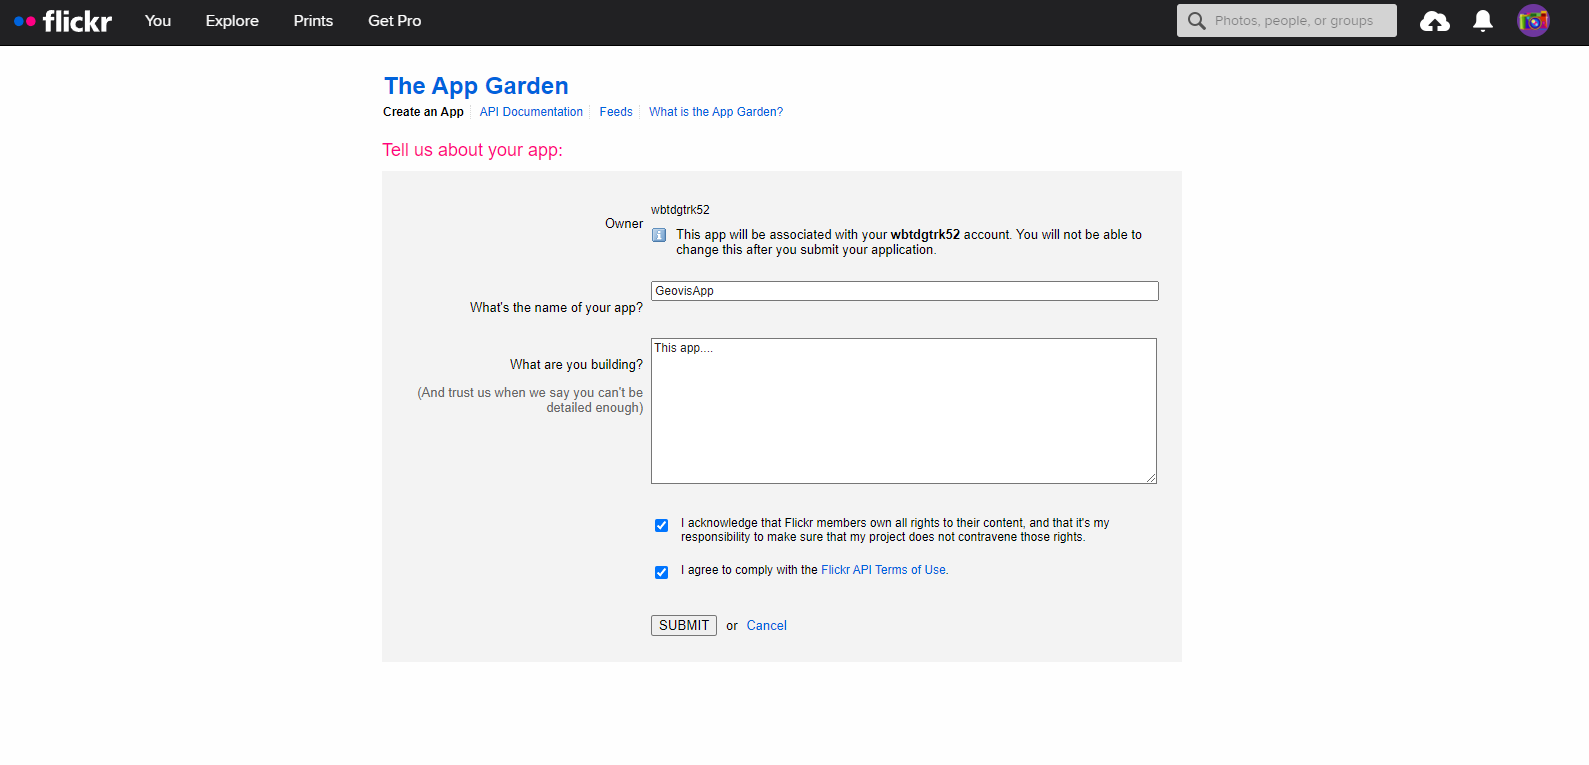 flickr You Explore Prints Get Pro Photos, people, or groups
The App Garden
Create an App API Documentation Feeds What is the App Garden?
Tell us about your app:
Owner
wbtdgtrk52
This app will be associated with your wbtdgtrk52 account. You will not be able to
change this after you submit your application.
What's the name of your app?
GeovisApp
What are you building?
(And trust us when we say you can't be
detailed enough)
This app....
I acknowledge that Flickr members own all rights to their content, and that it's my
responsibility to make sure that my project does not contravene those rights.
I agree to comply with the Flickr API Terms of Use.
SUBMIT or Cancel